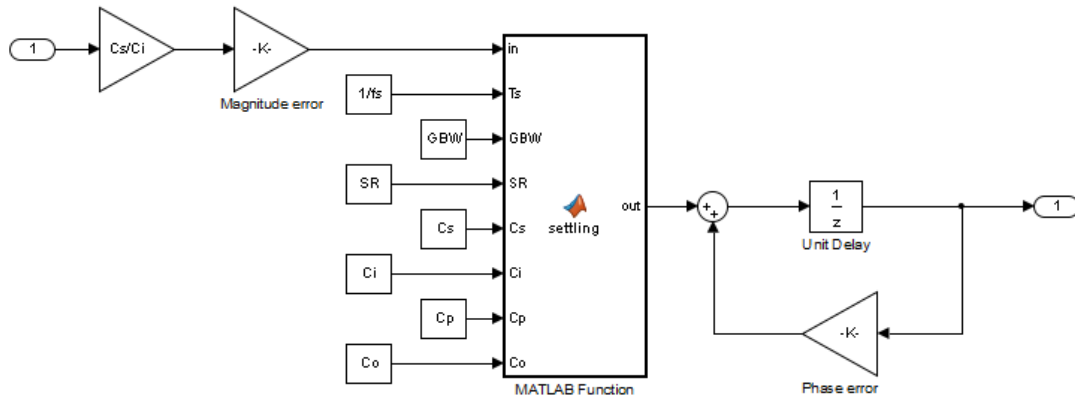 1
Cs/Ci
-K-
Magnitude error
in
1/fs
Ts
GBW
GBW
SR
SR
Cs
Cs
Ci
Ci
Cp
Cp
Co
Co
settling
out
MATLAB Function
+
+
1
z
Unit Delay
1
-K-
Phase error